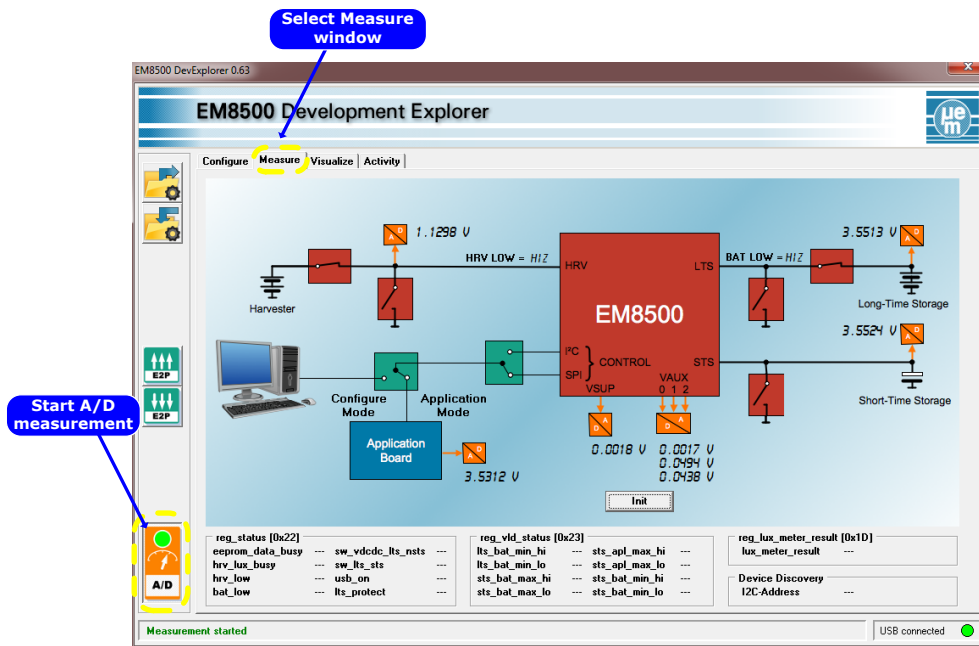 Select Measure
window
EM8500 DevExplorer 0.63
x
EM8500 Development Explorer
μe
m
Configure Measure Visualize Activity
1.1298 V
3.5513 V
A D
A D
HRV LOW = HIZ
BAT LOW = HIZ
HRV
LTS
Harvester
Long-Time Storage
EM8500
3.5524 V
A D
I²C
SPI
CONTROL
STS
VSUP
VAUX
0 1 2
E2P
Configure
Mode
Application
Mode
Short-Time Storage
E2P
Start A/D
measurement
Application
Board
A D
D A
D A
0.0018 V
0.0017 V
0.0494 V
0.0438 V
3.5312 V
Init
A/D
reg_status [0x22]
eeprom_data_busy --- sw_vdcdc_lts_nsts ---
hrv_lux_busy --- sw_lts_sts ---
hrv_low --- usb_on ---
bat_low --- lts_protect ---
reg_vld_status [0x23]
lts_bat_min_hi --- sts_apl_max_hi ---
lts_bat_min_lo --- sts_apl_max_lo ---
sts_bat_max_hi --- sts_bat_min_hi ---
sts_bat_max_lo --- sts_bat_min_lo ---
reg_lux_meter_result [0x1D]
lux_meter_result ---
Device Discovery
I2C-Address ---
Measurement started
USB connected